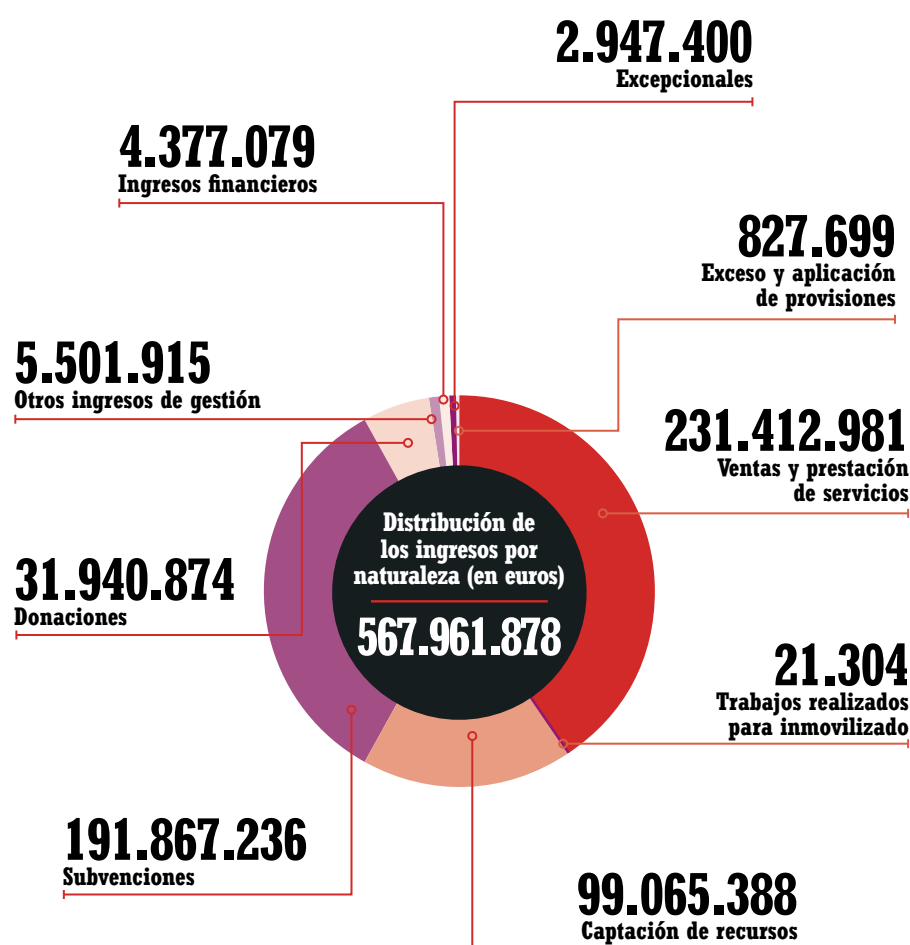 2.947.400
Excepcionales
4.377.079
Ingresos financieros
827.699
Exceso y aplicación
de provisiones
5.501.915
Otros ingresos de gestión
231.412.981
Ventas y prestación
de servicios
Distribución de
los ingresos por
naturaleza (en euros)
567.961.878
31.940.874
Donaciones
21.304
Trabajos realizados
para inmovilizado
191.867.236
Subvenciones
99.065.388
Captación de recursos